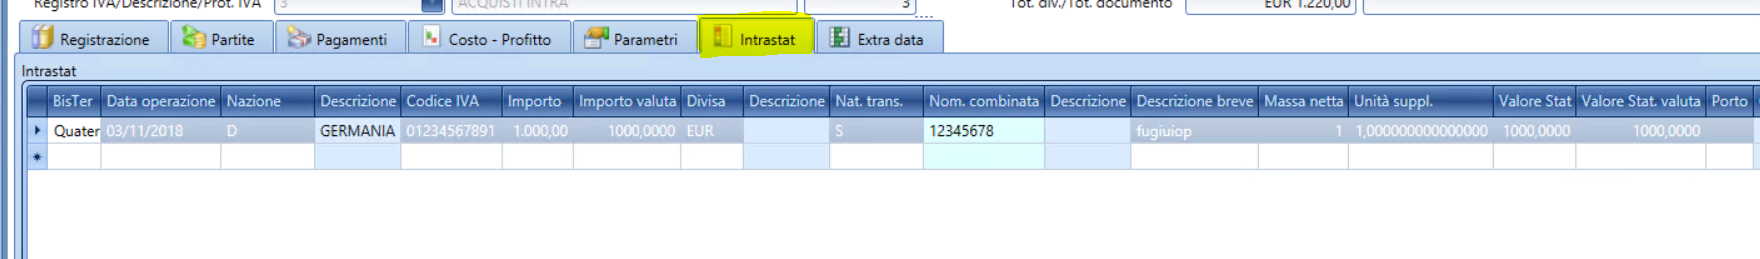 Registro IVA/Descrizione/Prot. IVA 3 ACQUISTI INTRA 3 Tot. div./Tot. documento EUR 1.220,00
Registrazione Partite Pagamenti Costo - Profitto Parametri Intrastat Extra data
Intrastat
BisTer Data operazione Nazione Descrizione Codice IVA Importo Importo valuta Divisa Descrizione Nat. trans. Nom. combinata Descrizione Descrizione breve Massa netta Unità suppl. Valore Stat Valore Stat. valuta Porto
Quater 03/11/2018 D GERMANIA 01234567891 1.000,00 1000,0000 EUR S 12345678 fugiuiop 1 1,000000000000000 1000,0000 1000,0000